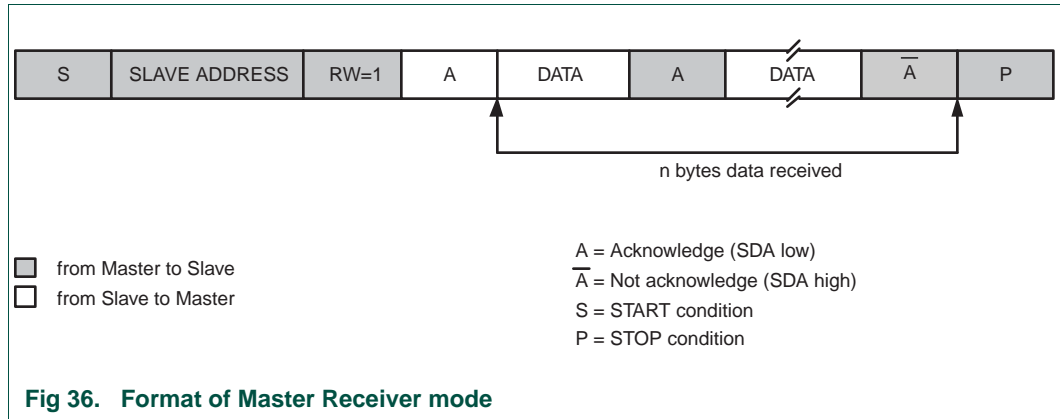 S SLAVE ADDRESS RW=1 A DATA A DATA A̅ P
n bytes data received
from Master to Slave
from Slave to Master
A = Acknowledge (SDA low)
A̅ = Not acknowledge (SDA high)
S = START condition
P = STOP condition
Fig 36. Format of Master Receiver mode